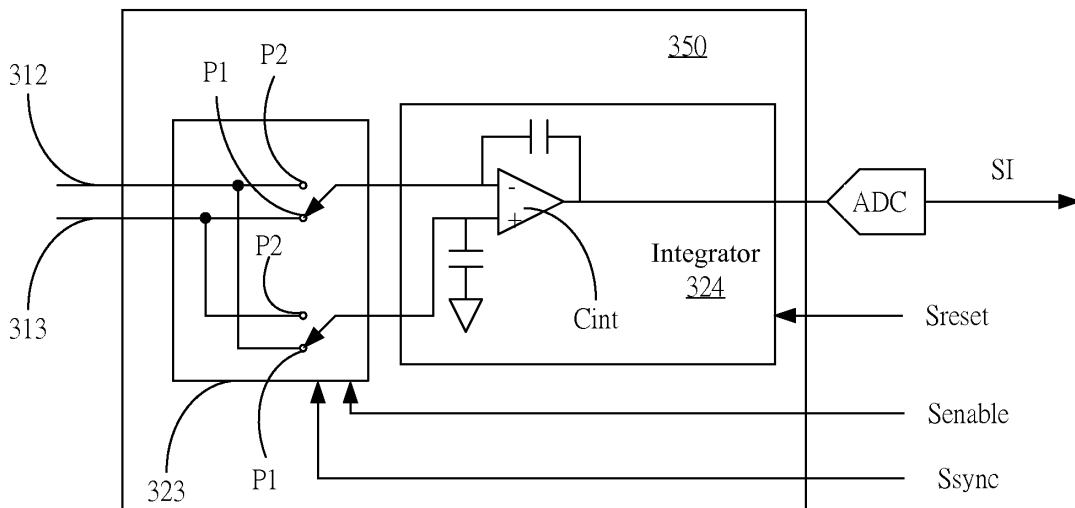 350
312
P1
P2
-
+
ADC
SI
P2
Integrator
324
313
Cint
Sreset
Senable
323
P1
Ssync